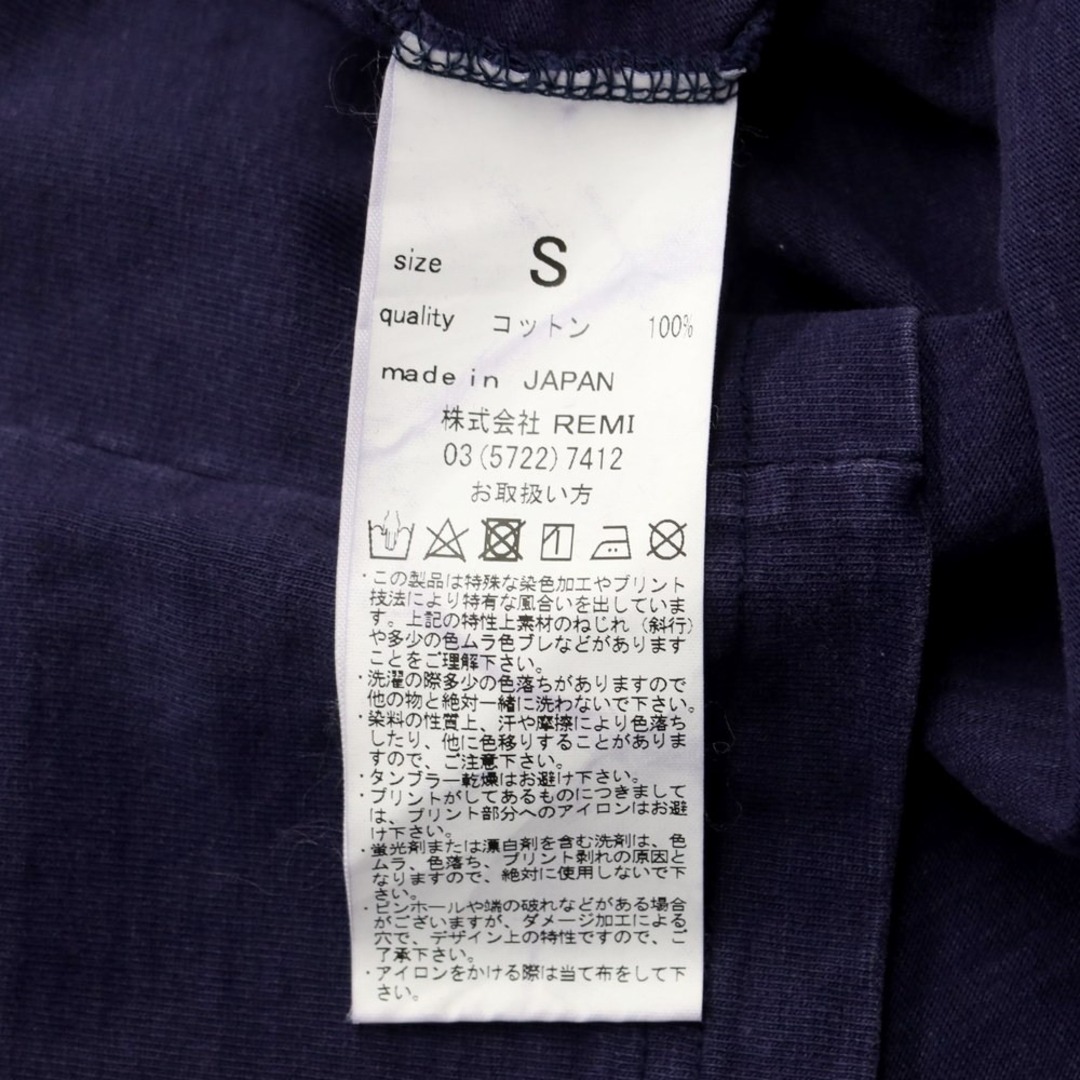 size S
quality コットン 100%
made in JAPAN
株式会社 REMI
03(5722)7412
お取扱い方
・この製品は特殊な染色加工やプリント
技法により特有な風合いを出していま
す。上記の特性上素材のねじれ（斜行）
や多少の色ムラ色ブレなどがあります
ことをご理解下さい。
・洗濯の際多少の色落ちがありますので
他の物と絶対一緒に洗わないで下さい。
・染料の性質上、汗や摩擦により色落ち
したり、他に色移りすることがありま
すので、ご注意下さい。
・タンブラー乾燥はお避け下さい。
・プリントがしてあるものにつきまして
は、プリント部分へのアイロンはお避
け下さい。
・蛍光剤または漂白剤を含む洗剤は、色
ムラ、色落ち、プリント剥れの原因と
なりますので、絶対に使用しないで下
さい。
・ピンホールや端の破れなどがある場合
がございますが、ダメージ加工による
穴で、デザイン上の特性ですので、ご
了承下さい。
・アイロンをかける際は当て布をして下
さい。